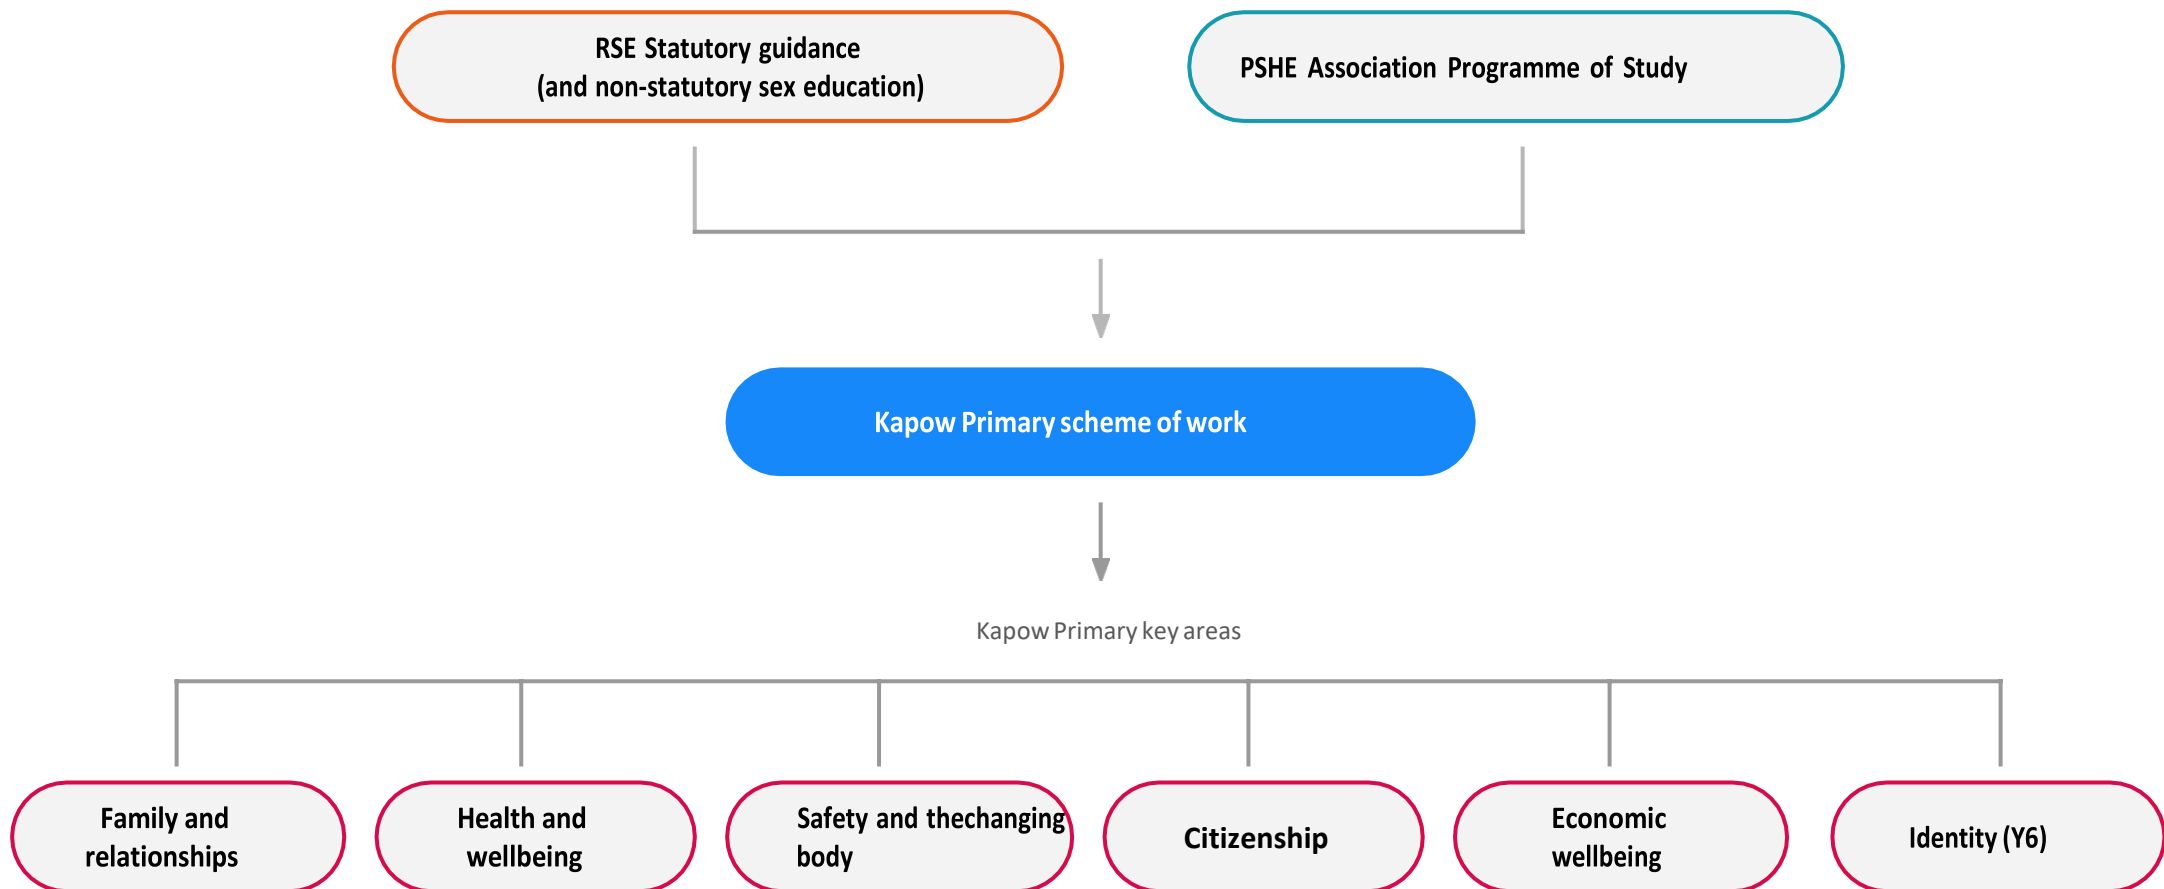 RSE Statutory guidance
(and non-statutory sex education)
PSHE Association Programme of Study
Kapow Primary scheme of work
Kapow Primary key areas
Family and
relationships
Health and
wellbeing
Safety and thechanging
body
Citizenship
Economic
wellbeing
Identity (Y6)